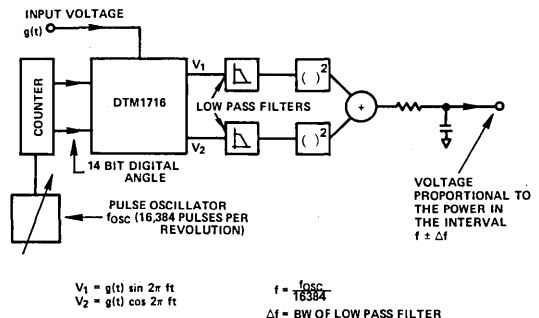 INPUT VOLTAGE
g(t)
COUNTER
DTM1716
V1
V2
LOW PASS FILTERS
( )²
( )²
+
14 BIT DIGITAL
ANGLE
PULSE OSCILLATOR
fOSC (16,384 PULSES PER
REVOLUTION)
VOLTAGE
PROPORTIONAL TO
THE POWER IN
THE INTERVAL
f ± Δf
V1 = g(t) sin 2π ft
V2 = g(t) cos 2π ft
f = fOSC
16384
Δf = BW OF LOW PASS FILTER